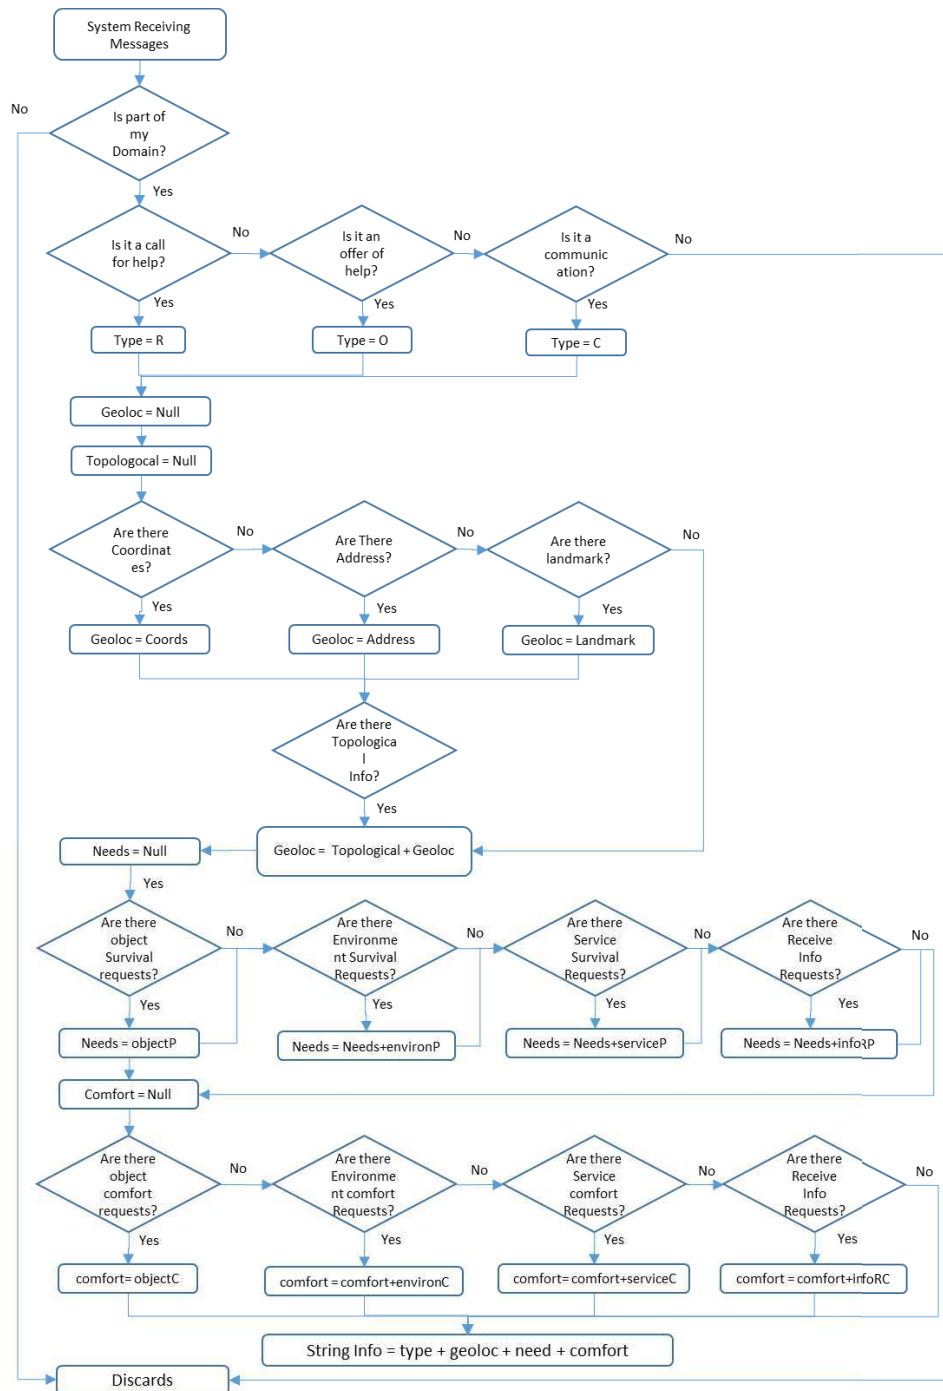 System Receiving
Messages
No
Is part of
my
Domain?
Yes
Is it a call
for help?
No
Is it an
offer of
help?
No
Is it a
communic
ation?
No
Yes
Yes
Yes
Type = R
Type = O
Type = C
Geoloc = Null
Topologocal = Null
Are there
Coordinat
es?
No
Are There
Address?
No
Are there
landmark?
No
Yes
Yes
Yes
Geoloc = Coords
Geoloc = Address
Geoloc = Landmark
Are there
Topologica
l
Info?
Yes
Needs = Null
Geoloc = Topological + Geoloc
Yes
Are there
object
Survival
requests?
No
Are there
Environme
nt Survival
Requests?
No
Are there
Service
Survival
Requests?
No
Are there
Receive
Info
Requests?
No
Yes
Yes
Yes
Yes
Needs = objectP
Needs = Needs+environP
Needs = Needs+serviceP
Needs = Needs+infoRP
Comfort = Null
Are there
object
comfort
requests?
No
Are there
Environme
nt comfort
Requests?
No
Are there
Service
comfort
Requests?
No
Are there
Receive
Info
Requests?
No
Yes
Yes
Yes
Yes
comfort= objectC
comfort = comfort+environC
comfort= comfort+serviceC
comfort = comfort+infoRC
String Info = type + geoloc + need + comfort
Discards